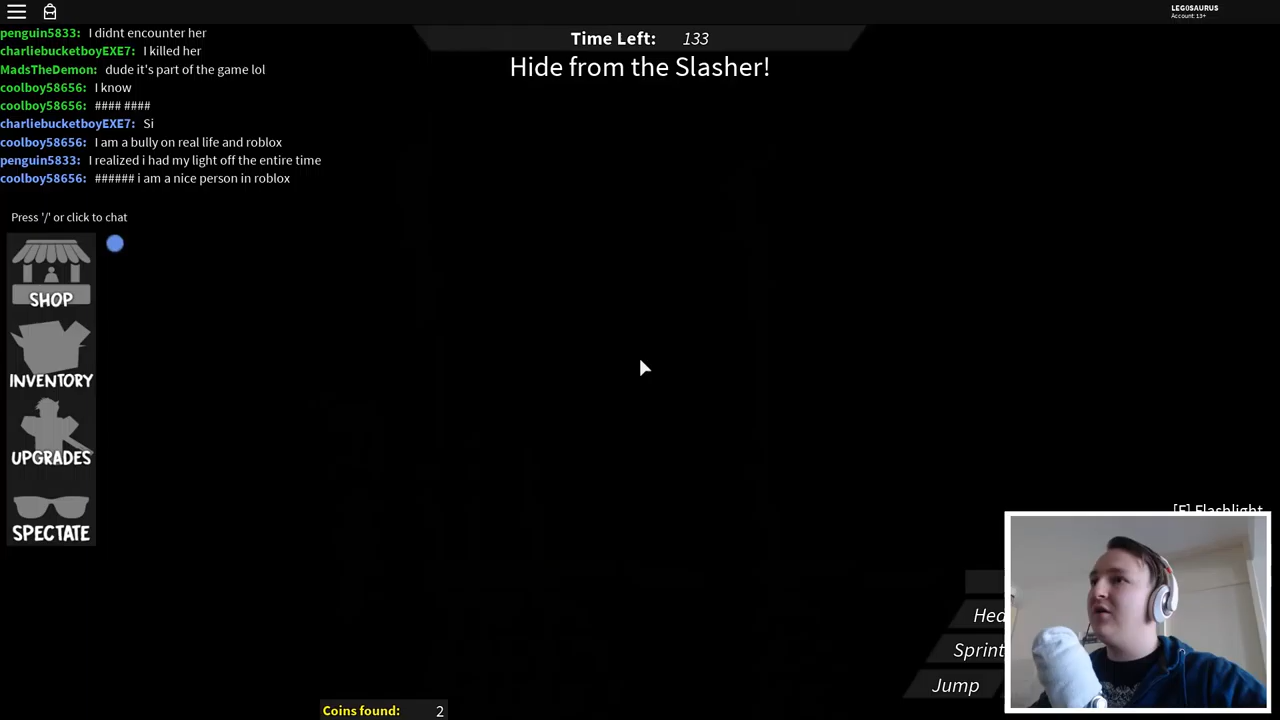 LEGOSAURUS
Account: 13+
penguin5833: I didnt encounter her
charliebucketboyEXE7: I killed her
MadsTheDemon: dude it's part of the game lol
coolboy58656: I know
coolboy58656: #### ####
charliebucketboyEXE7: Si
coolboy58656: I am a bully on real life and roblox
penguin5833: I realized i had my light off the entire time
coolboy58656: ###### i am a nice person in roblox
Press '/' or click to chat
Time Left: 133
Hide from the Slasher!
SHOP
INVENTORY
UPGRADES
SPECTATE
[F] Flashlight
Sprint
Jump
Coins found: 2